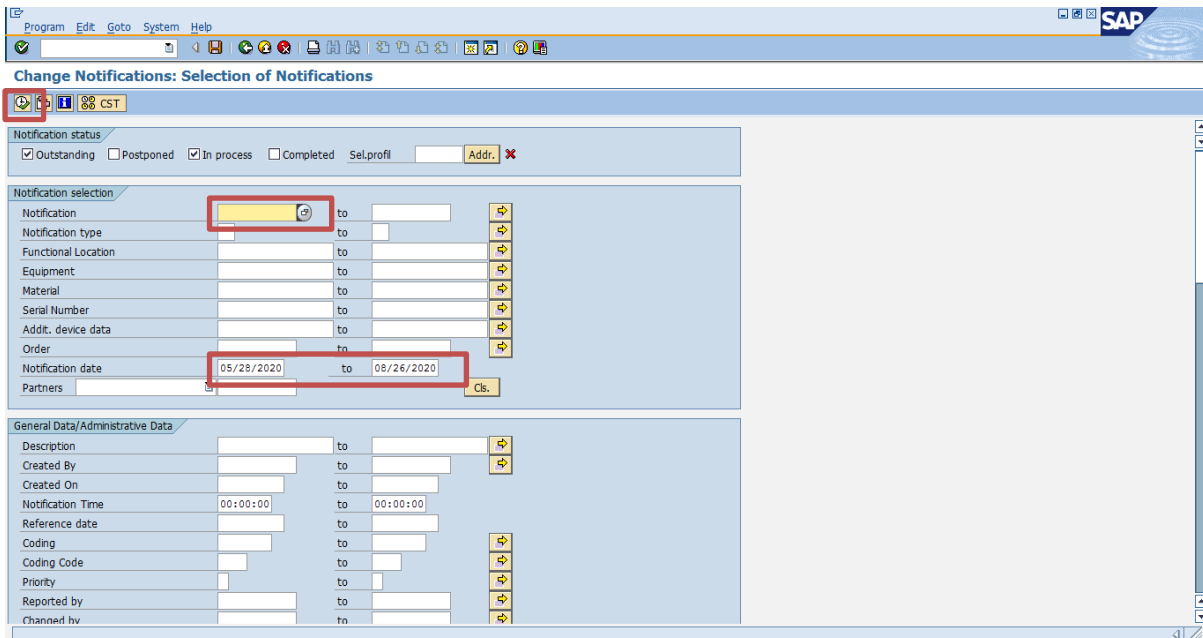 Program Edit Goto System Help
SAP
Change Notifications: Selection of Notifications
CST
Notification status
Outstanding Postponed In process Completed Sel.profil Addr.
Notification selection
Notification to
Notification type to
Functional Location to
Equipment to
Material to
Serial Number to
Addit. device data to
Order to
Notification date 05/28/2020 to 08/26/2020
Partners Cls.
General Data/Administrative Data
Description to
Created By to
Created On to
Notification Time 00:00:00 to 00:00:00
Reference date to
Coding to
Coding Code to
Priority to
Reported by to
Changed by to